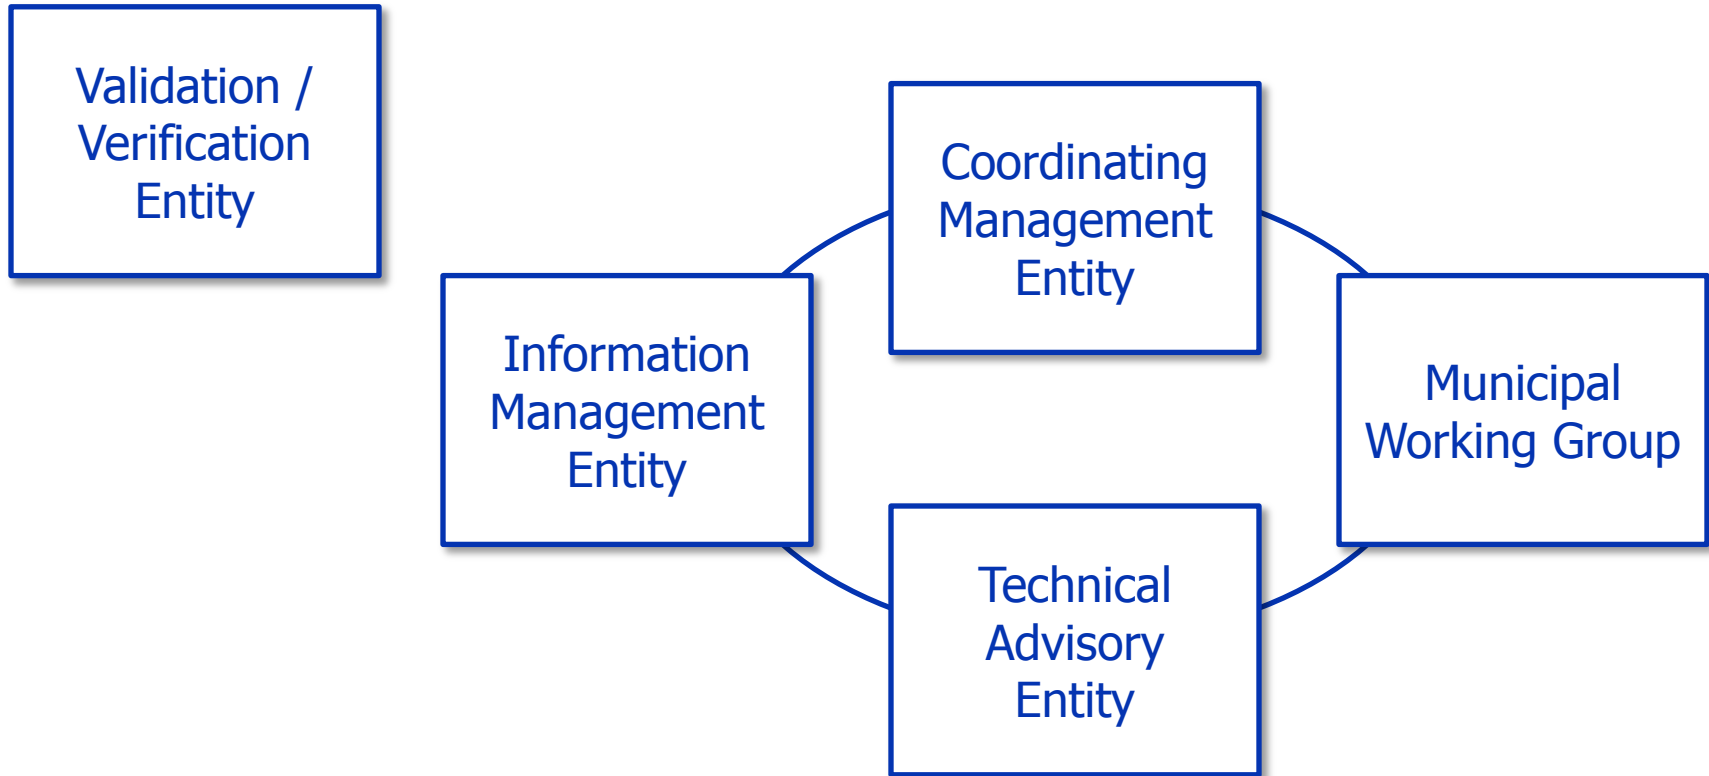 Validation /
Verification
Entity
Coordinating
Management
Entity
Information
Management
Entity
Municipal
Working Group
Technical
Advisory
Entity